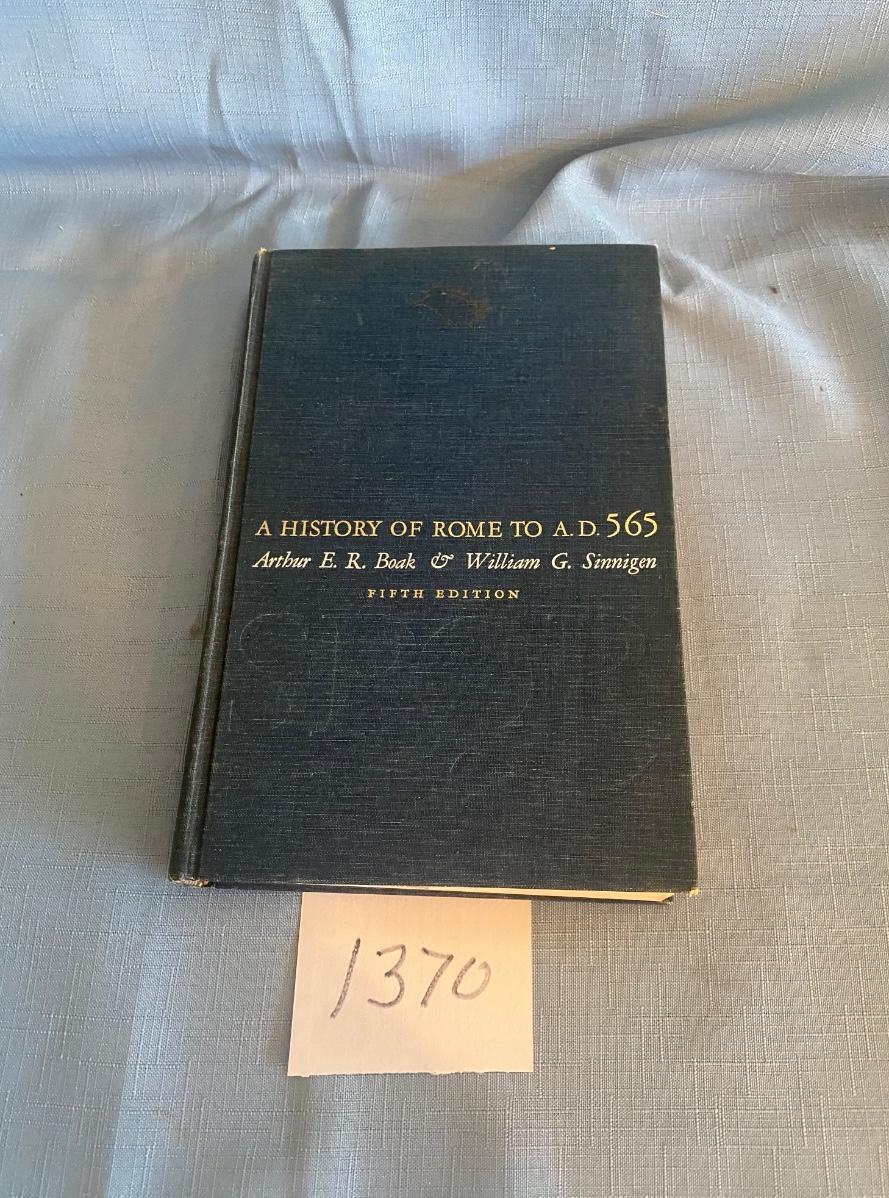 A HISTORY OF ROME TO A.D. 565
Arthur E. R. Boak & William G. Sinnigen
FIFTH EDITION
1370